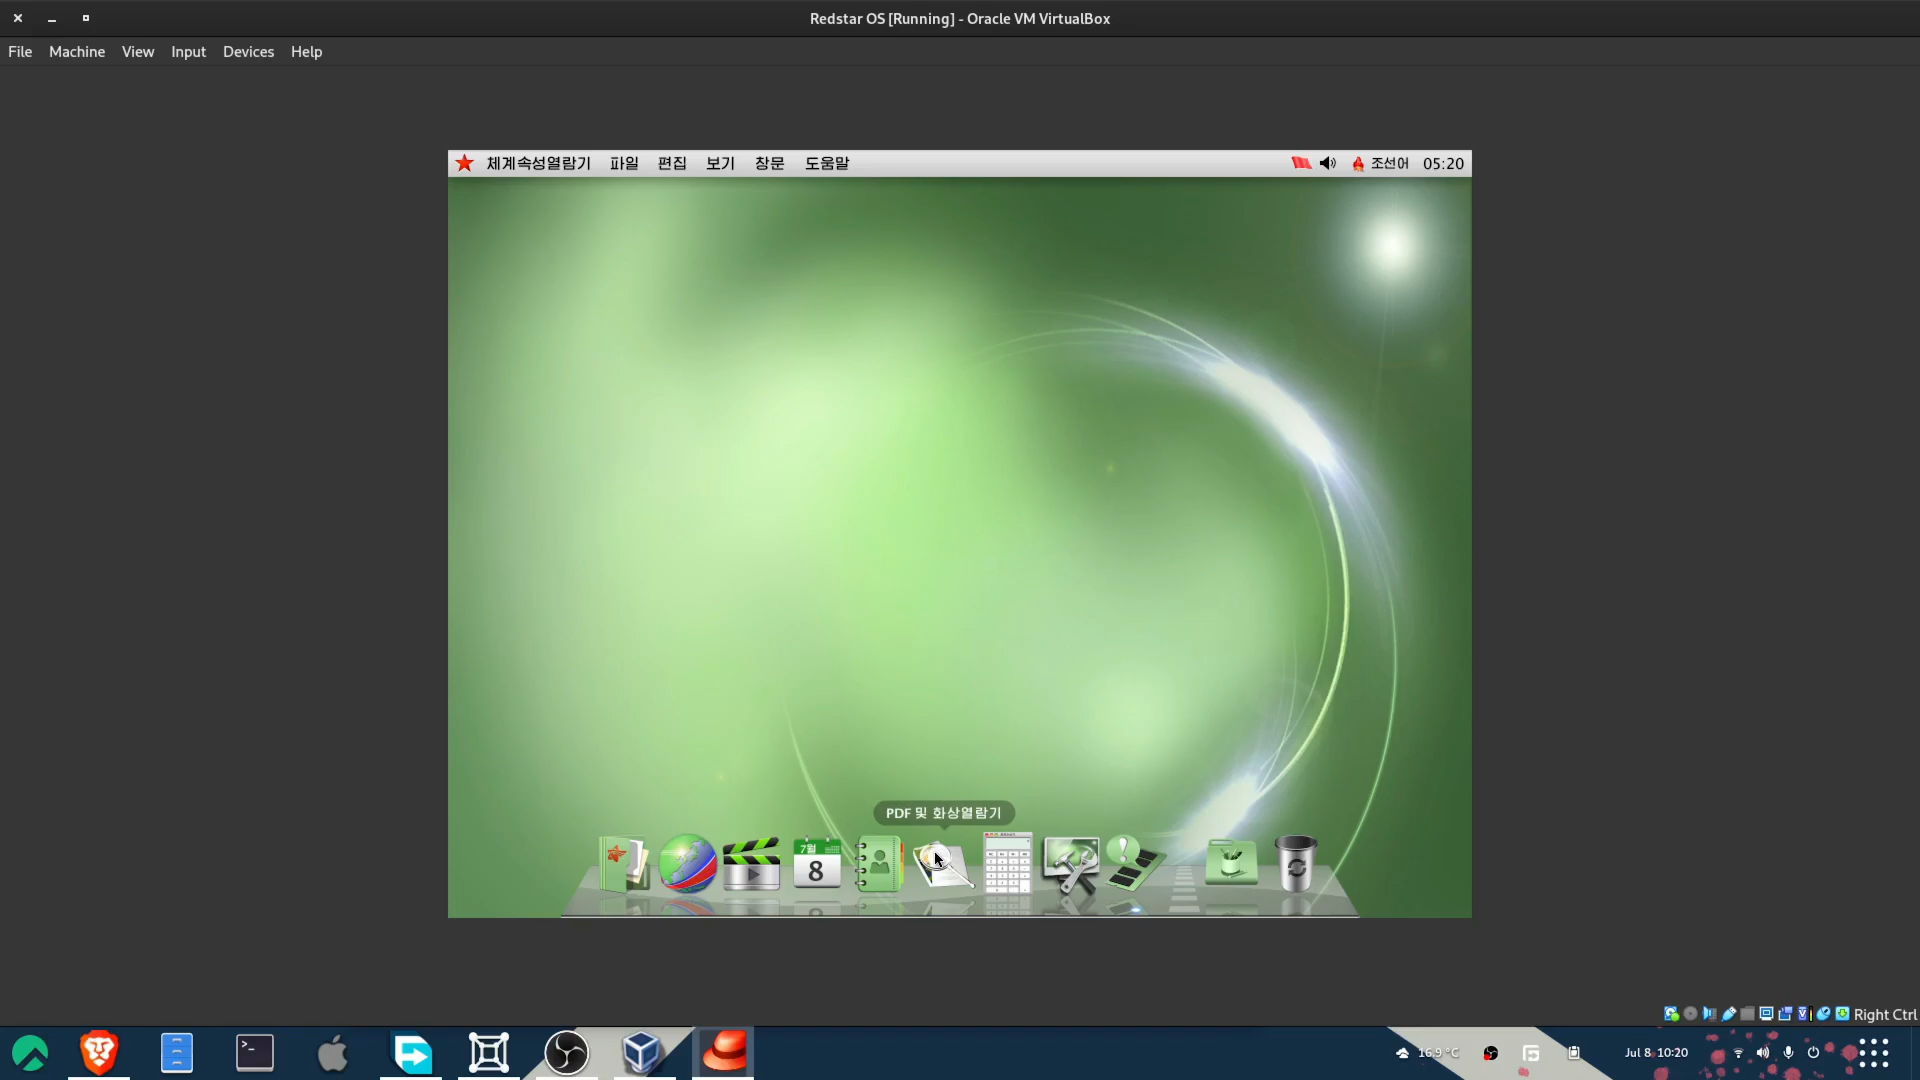 Redstar OS [Running] - Oracle VM VirtualBox
File Machine View Input Devices Help
체계속성열람기 파일 편집 보기 창문 도움말 조선어 05:20
PDF 및 화상열람기
7월
8
Right Ctrl
16.9 °C
Jul 8 10:20